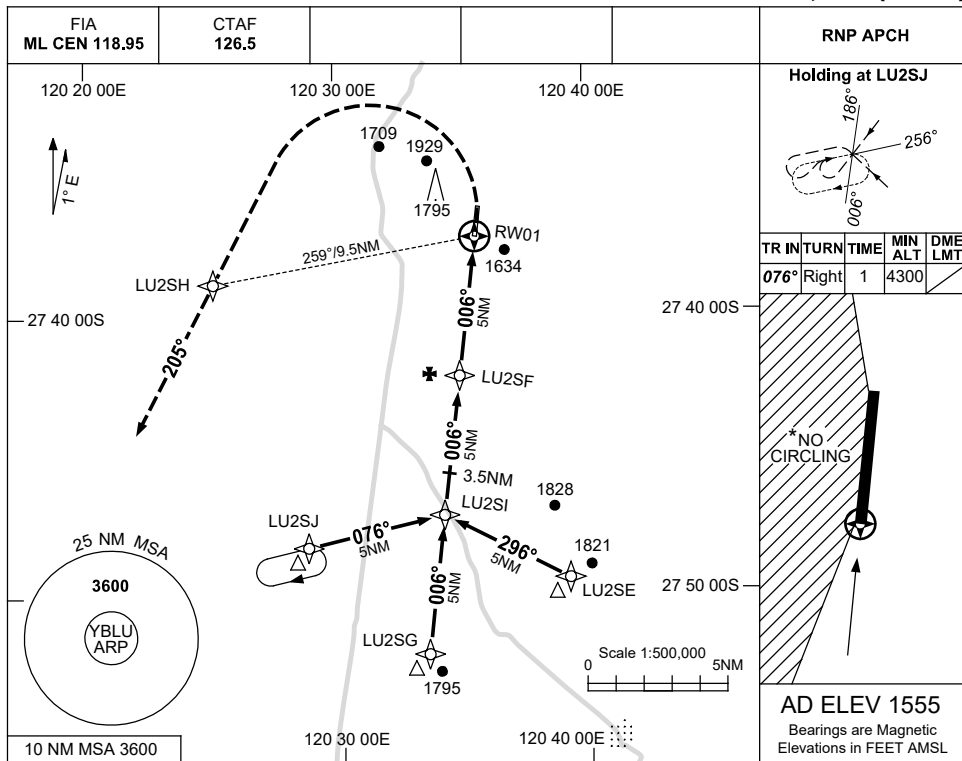 FIA
ML CEN 118.95
CTAF
126.5
RNP APCH
120 20 00E
120 30 00E
120 40 00E
1° E
1709
1929
1795
RW01
1634
259°/9.5NM
LU2SH
27 40 00S
205°
006°
5NM
LU2SF
006°
5NM
3.5NM
1828
LU2SI
LU2SJ
076°
5NM
296°
5NM
1821
LU2SE
27 50 00S
006°
5NM
LU2SG
1795
25 NM MSA
3600
YBLU
ARP
10 NM MSA 3600
Scale 1:500,000
0
5NM
120 30 00E
120 40 00E
Holding at LU2SJ
186°
256°
006°
TR IN TURN TIME MIN ALT DME LMT
076° Right 1 4300
*NO
CIRCLING
AD ELEV 1555
Bearings are Magnetic
Elevations in FEET AMSL